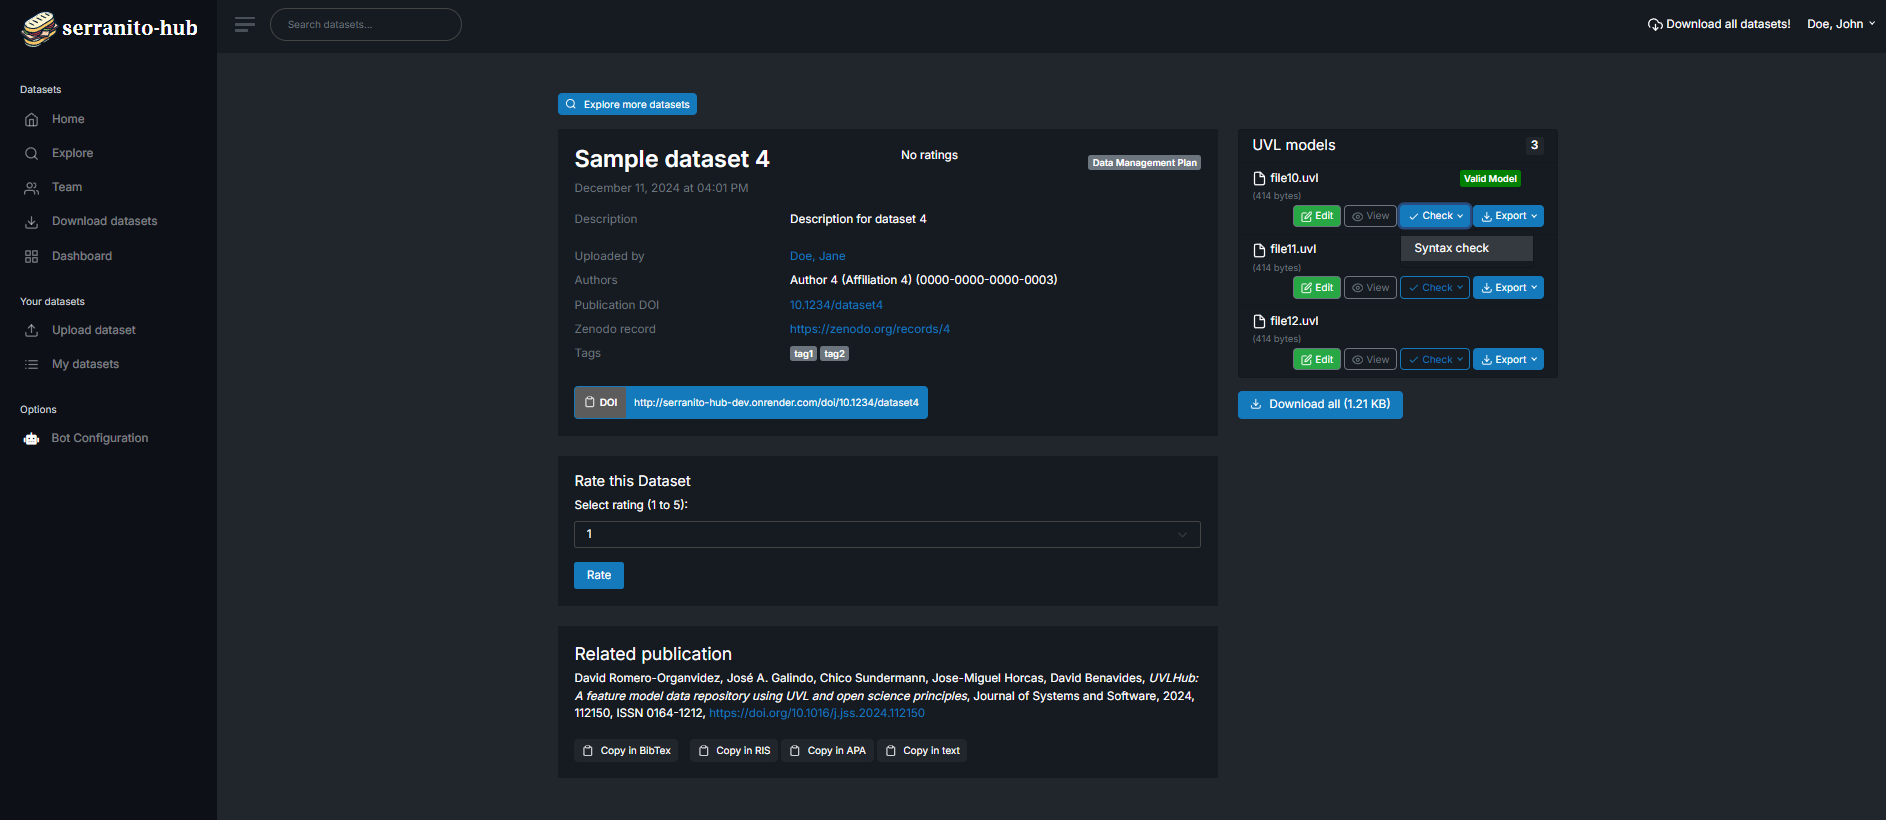 serranito-hub
Search datasets...
Download all datasets!
Doe, John
Datasets
Home
Explore
Team
Download datasets
Dashboard
Your datasets
Upload dataset
My datasets
Options
Bot Configuration
Explore more datasets
Sample dataset 4
No ratings
Data Management Plan
December 11, 2024 at 04:01 PM
Description
Description for dataset 4
Uploaded by
Doe, Jane
Authors
Author 4 (Affiliation 4) (0000-0000-0000-0003)
Publication DOI
10.1234/dataset4
Zenodo record
https://zenodo.org/records/4
Tags
tag1 tag2
DOI
http://serranito-hub-dev.onrender.com/doi/10.1234/dataset4
Rate this Dataset
Select rating (1 to 5):
1
Rate
Related publication
David Romero-Organvidez, José A. Galindo, Chico Sundermann, Jose-Miguel Horcas, David Benavides, UVLHub:
A feature model data repository using UVL and open science principles, Journal of Systems and Software, 2024,
112150, ISSN 0164-1212, https://doi.org/10.1016/j.jss.2024.112150
Copy in BibTex
Copy in RIS
Copy in APA
Copy in text
UVL models
3
file10.uvl
Valid Model
(414 bytes)
Edit View Check Export
Syntax check
file11.uvl
(414 bytes)
Edit View Check Export
file12.uvl
(414 bytes)
Edit View Check Export
Download all (1.21 KB)